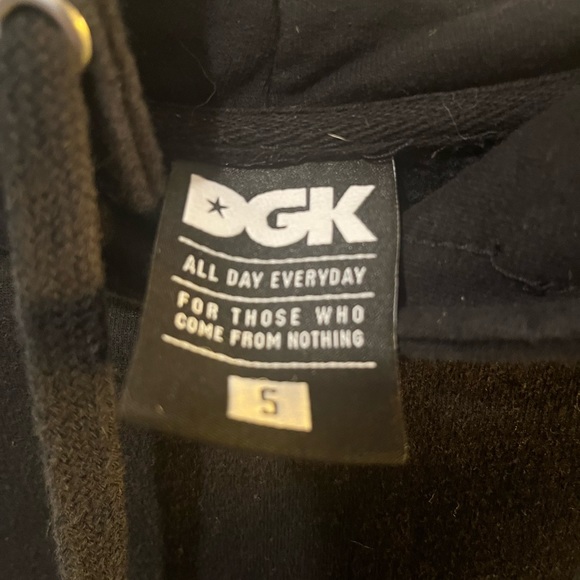 DGK
ALL DAY EVERYDAY
FOR THOSE WHO
COME FROM NOTHING
S